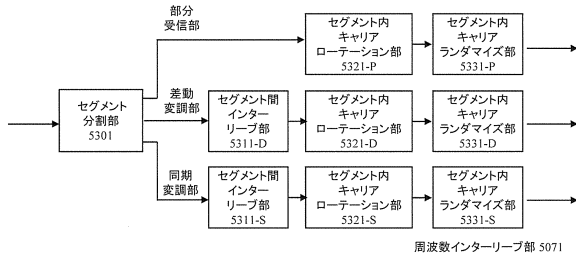 部分
受信部
セグメント内
キャリア
ローテーション部
5321-P
セグメント内
キャリア
ランダマイズ部
5331-P
セグメント
分割部
5301
差動
変調部
セグメント間
インター
リーブ部
5311-D
セグメント内
キャリア
ローテーション部
5321-D
セグメント内
キャリア
ランダマイズ部
5331-D
同期
変調部
セグメント間
インター
リーブ部
5311-S
セグメント内
キャリア
ローテーション部
5321-S
セグメント内
キャリア
ランダマイズ部
5331-S
周波数インターリーブ部 5071